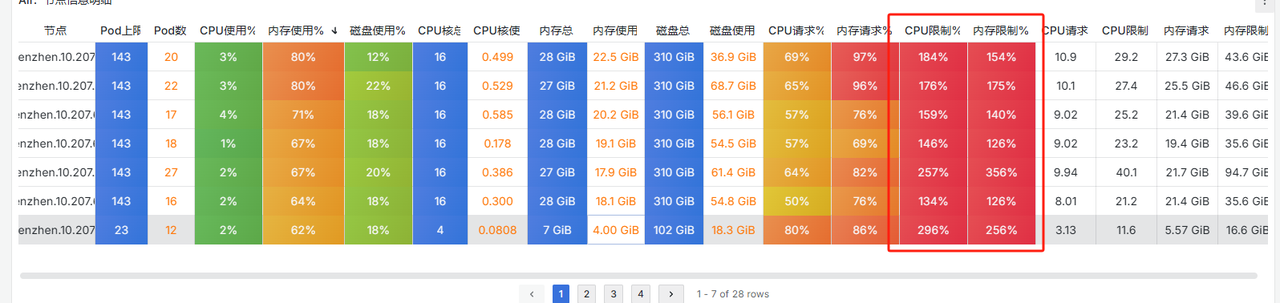 节点信息明细
节点 Pod上限 Pod数 CPU使用% 内存使用% ↓ 磁盘使用% CPU核总 CPU核使 内存总 内存使用 磁盘总 磁盘使用 CPU请求% 内存请求% CPU限制% 内存限制% CPU请求 CPU限制 内存请求 内存限制
enzhen.10.207 143 20 3% 80% 12% 16 0.499 28 GiB 22.5 GiB 310 GiB 36.9 GiB 69% 97% 184% 154% 10.9 29.2 27.3 GiB 43.6 GiB
enzhen.10.207 143 22 3% 80% 22% 16 0.529 27 GiB 21.2 GiB 310 GiB 68.7 GiB 65% 96% 176% 175% 10.1 27.4 25.5 GiB 46.6 GiB
enzhen.10.207. 143 17 4% 71% 18% 16 0.585 28 GiB 20.2 GiB 310 GiB 56.1 GiB 57% 76% 159% 140% 9.02 25.2 21.4 GiB 39.6 GiB
enzhen.10.207. 143 18 1% 67% 18% 16 0.178 28 GiB 19.1 GiB 310 GiB 54.5 GiB 57% 69% 146% 126% 9.02 23.2 19.4 GiB 35.6 GiB
enzhen.10.207. 143 27 2% 67% 20% 16 0.386 27 GiB 17.9 GiB 310 GiB 61.4 GiB 64% 82% 257% 356% 9.94 40.1 21.7 GiB 94.7 GiB
enzhen.10.207. 143 16 2% 64% 18% 16 0.300 28 GiB 18.1 GiB 310 GiB 54.8 GiB 50% 76% 134% 126% 8.01 21.2 21.4 GiB 35.6 GiB
enzhen.10.207 23 12 2% 62% 18% 4 0.0808 7 GiB 4.00 GiB 102 GiB 18.3 GiB 80% 86% 296% 256% 3.13 11.6 5.57 GiB 16.6 GiB
‹ 1 2 3 4 › 1 - 7 of 28 rows